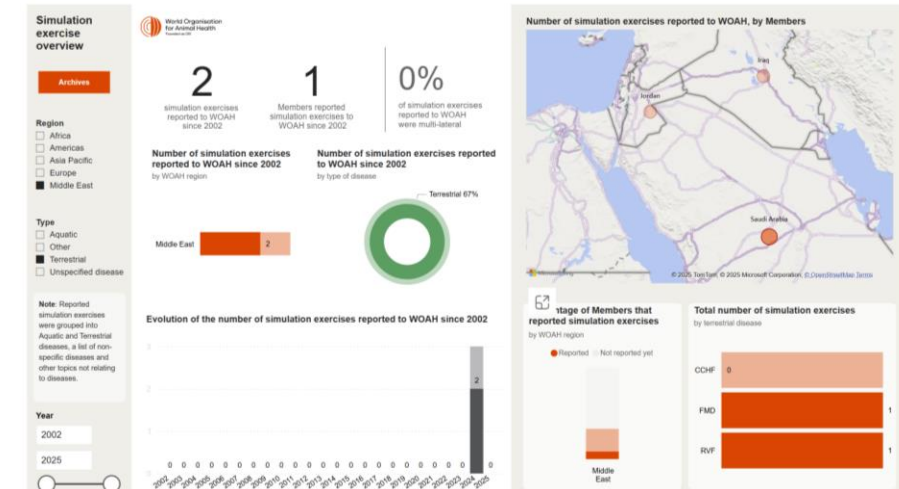 Simulation
exercise
overview
Archives
Region
Africa
Americas
Asia Pacific
Europe
Middle East
Type
Aquatic
Other
Terrestrial
Unspecified disease
Note: Reported
simulation exercises
were grouped into
Aquatic and Terrestrial
diseases, a list of non-
specific diseases and
other topics not relating
to diseases.
Year
2002
2025
World Organisation
for Animal Health
2
simulation exercises
reported to WOAH
since 2002
1
Members reported
simulation exercises to
WOAH since 2002
0%
of simulation exercises
reported to WOAH
were multi-lateral
Number of simulation exercises
reported to WOAH since 2002
by WOAH region
Middle East
2
Number of simulation exercises reported
to WOAH since 2002
by type of disease
Terrestrial 67%
Evolution of the number of simulation exercises reported to WOAH since 2002
3
2
1
0
2
0 0 0 0 0 0 0 0 0 0 0 0 0 0 0 0 0 0 0 0 0 0 0
2002 2003 2004 2005 2006 2007 2008 2009 2010 2011 2012 2013 2014 2015 2016 2017 2018 2019 2020 2021 2022 2023 2024 2025
Number of simulation exercises reported to WOAH, by Members
Iraq
Jordan
Saudi Arabia
© 2025 TomTom, © 2025 Microsoft Corporation, © OpenStreetMap Terms
ntage of Members that
reported simulation exercises
by WOAH region
Reported Not reported yet
Middle
East
Total number of simulation exercises
by terrestrial disease
CCHF 0
FMD 1
RVF 1